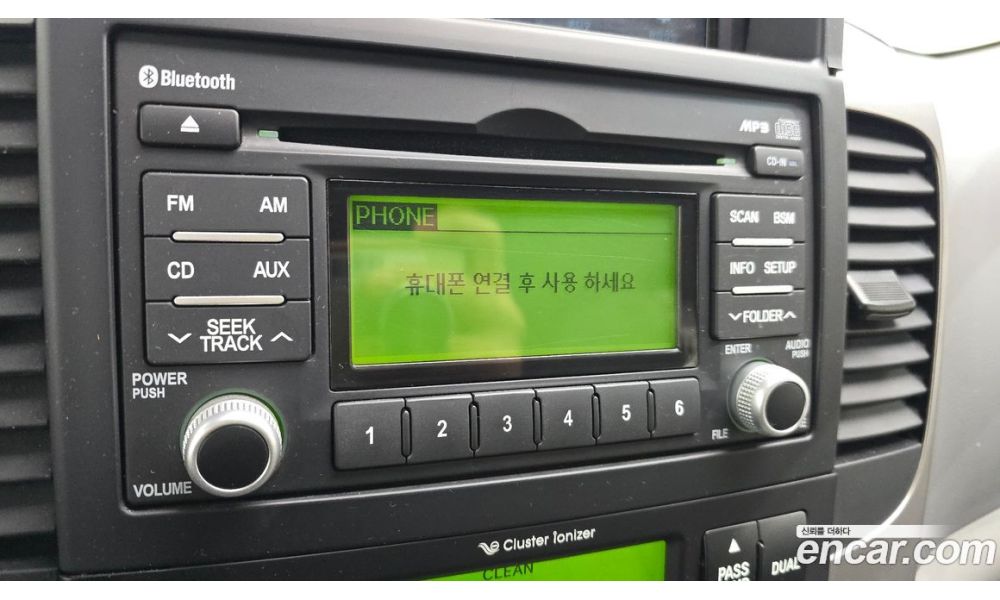 Bluetooth
MP3
CD-IN
FM AM
CD AUX
SEEK
TRACK
POWER
PUSH
VOLUME
PHONE
휴대폰 연결 후 사용 하세요
SCAN BSM
INFO SETUP
FOLDER
ENTER
AUDIO
PUSH
FILE
1 2 3 4 5 6
Cluster Ionizer
CLEAN
PASS
DUAL
신뢰를 더하다
encar.com